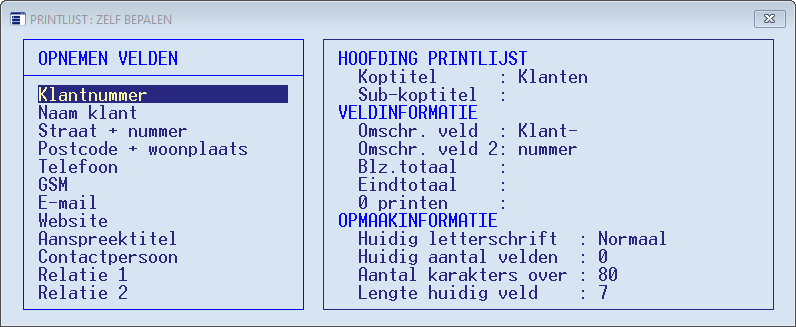 PRINTLIJST : ZELF BEPALEN
OPNEMEN VELDEN
Klantnummer
Naam klant
Straat + nummer
Postcode + woonplaats
Telefoon
GSM
E-mail
Website
Aanspreektitel
Contactpersoon
Relatie 1
Relatie 2
HOOFDING PRINTLIJST
Koptitel : Klanten
Sub-koptitel :
VELDINFORMATIE
Omschr. veld : Klant-
Omschr. veld 2: nummer
Blz.totaal :
Eindtotaal :
0 printen :
OPMAAKINFORMATIE
Huidig letterschrift : Normaal
Huidig aantal velden : 0
Aantal karakters over : 80
Lengte huidig veld : 7